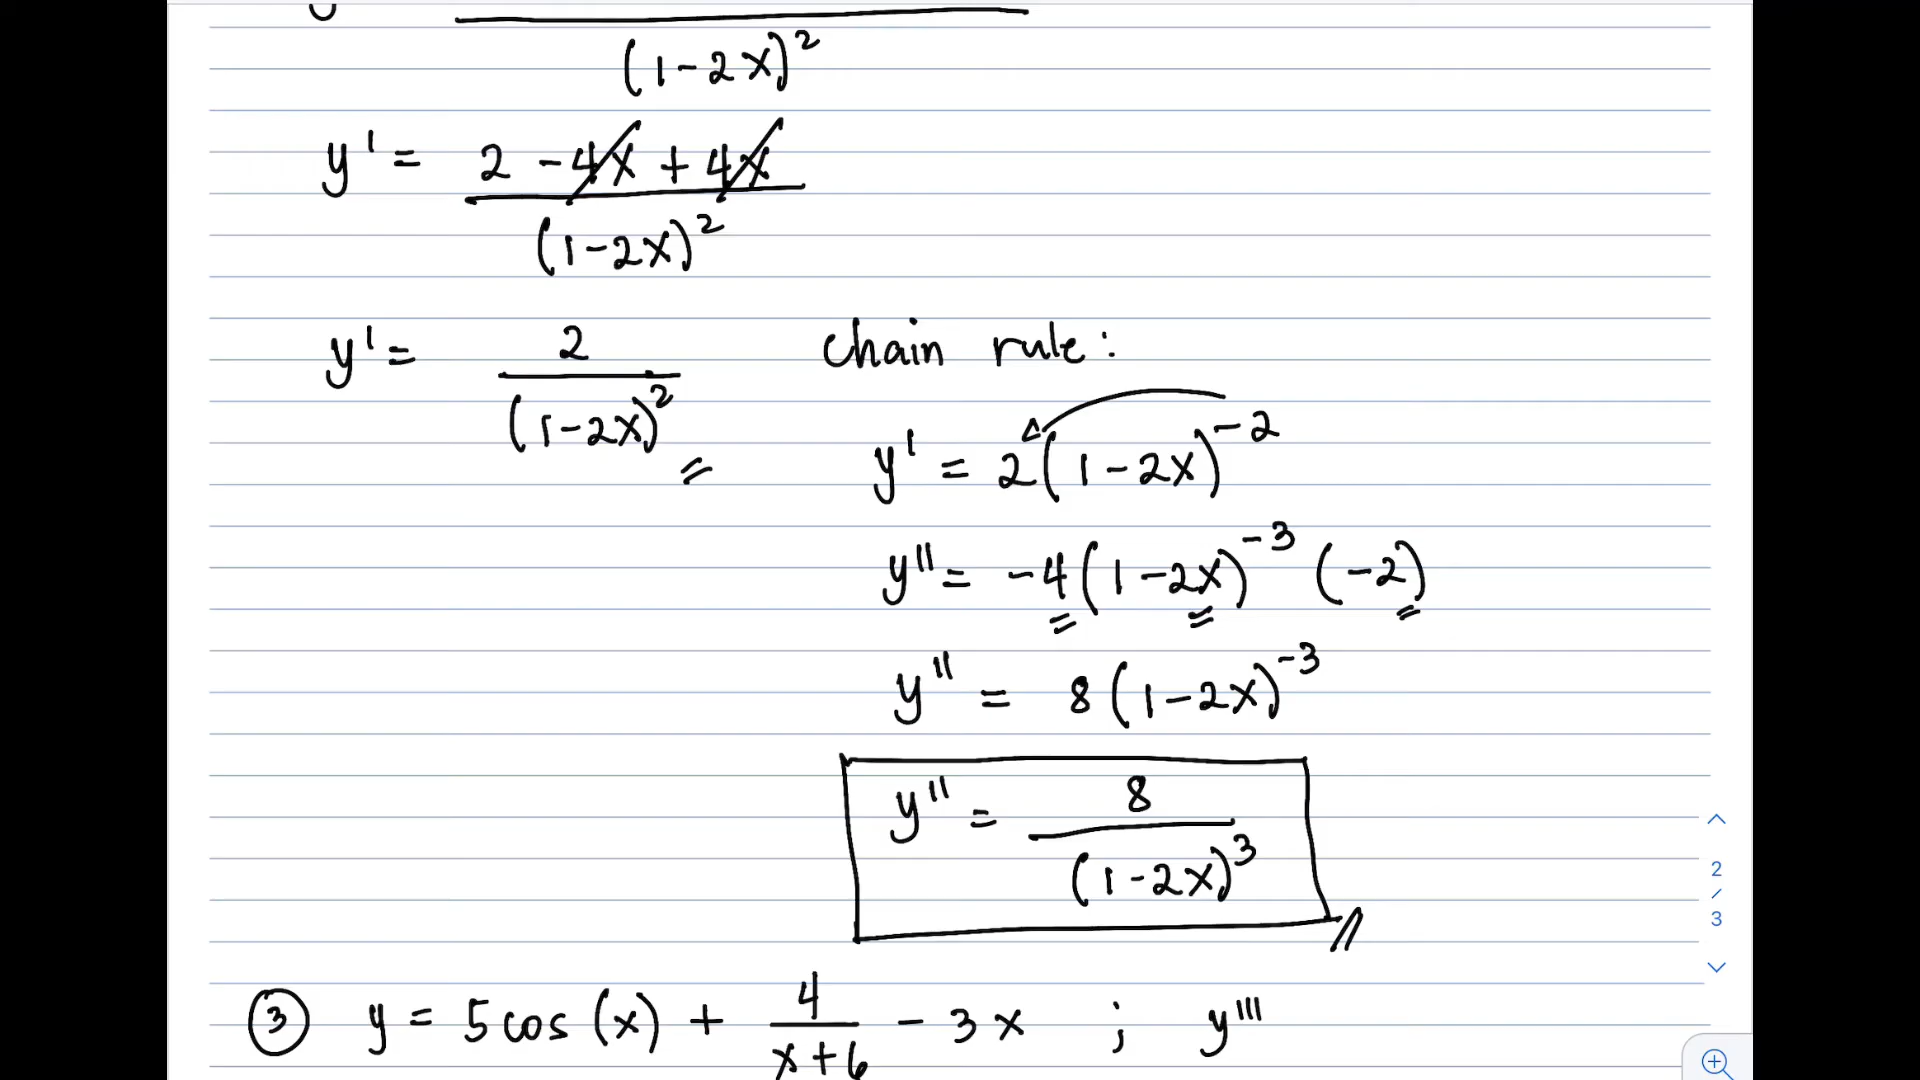 (1-2x)²
y' = (2 - 4x + 4x) / (1-2x)²
y' = 2 / (1-2x)²
Chain rule:
y' = 2(1-2x)⁻²
y'' = -4(1-2x)⁻³ (-2)
y'' = 8(1-2x)⁻³
y'' = 8 / (1-2x)³
③ y = 5cos(x) + 4 / (x+6) - 3x ; y'''
2
/
3